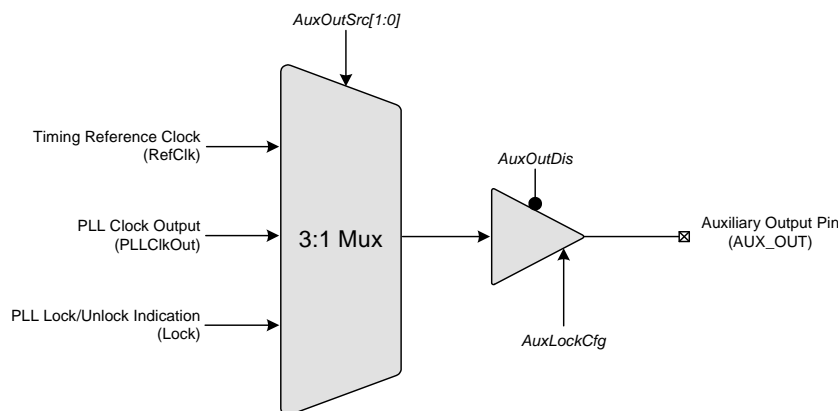 AuxOutSrc[1:0]
Timing Reference Clock
(RefClk)
AuxOutDis
PLL Clock Output
(PLLClkOut)
3:1 Mux
Auxiliary Output Pin
(AUX_OUT)
PLL Lock/Unlock Indication
(Lock)
AuxLockCfg